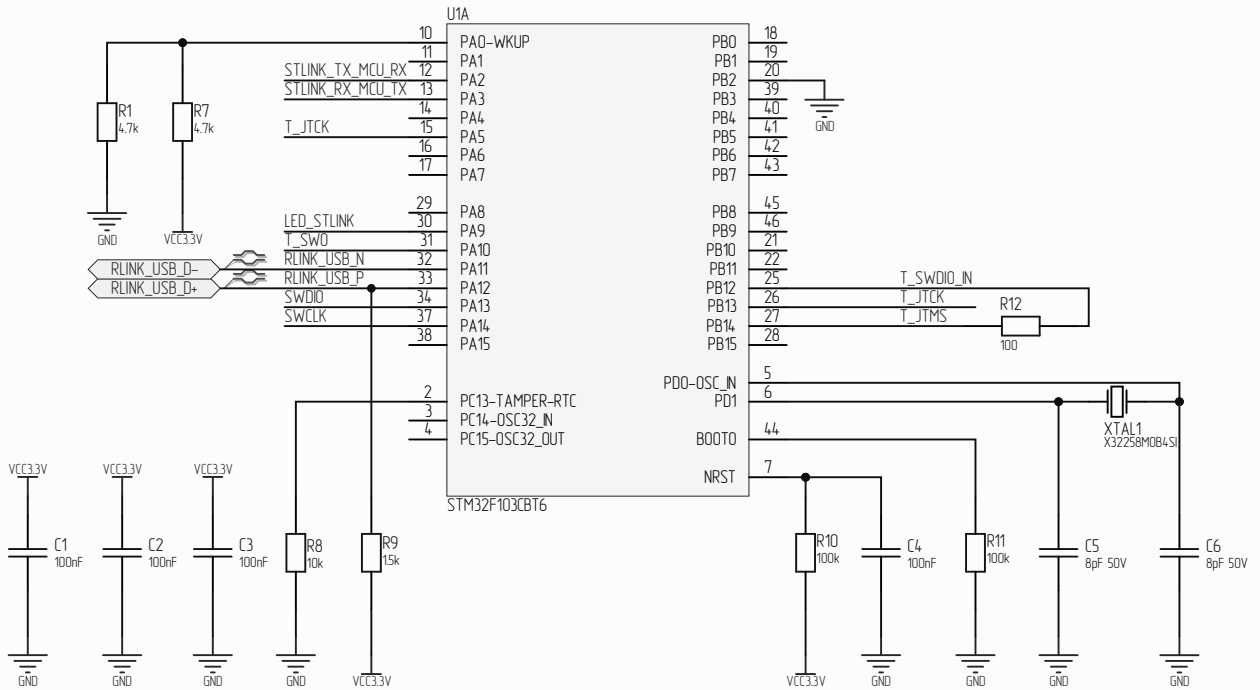 U1A
10 PA0-WKUP PB0 18
11 PA1 PB1 19
STLINK_TX_MCU_RX 12 PA2 PB2 20
STLINK_RX_MCU_TX 13 PA3 PB3 39
14 PA4 PB4 40
T_JTCK 15 PA5 PB5 41
16 PA6 PB6 42
17 PA7 PB7 43
R1
4.7k
R7
4.7k
GND
GND
VCC3.3V
29 PA8 PB8 45
LED_STLINK 30 PA9 PB9 46
T_SWO 31 PA10 PB10 21
RLINK_USB_D- RLINK_USB_N 32 PA11 PB11 22
RLINK_USB_D+ RLINK_USB_P 33 PA12 PB12 25 T_SWDIO_IN
SWDIO 34 PA13 PB13 26 T_JTCK
SWCLK 37 PA14 PB14 27 T_JTMS
38 PA15 PB15 28
R12
100
PD0-OSC_IN 5
2 PC13-TAMPER-RTC PD1 6
3 PC14-OSC32_IN
4 PC15-OSC32_OUT BOOT0 44
NRST 7
XTAL1
X32258MOB4SI
STM32F103CBT6
VCC3.3V VCC3.3V VCC3.3V
C1
100nF
C2
100nF
C3
100nF
R8
10k
R9
1.5k
R10
100k
C4
100nF
R11
100k
C5
8pF 50V
C6
8pF 50V
GND GND GND GND VCC3.3V VCC3.3V GND GND GND GND